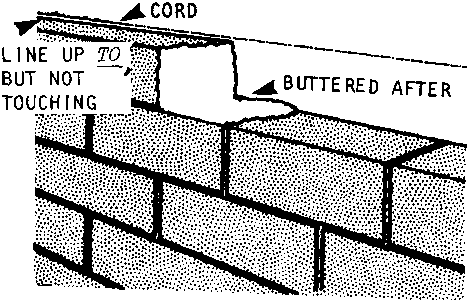 CORD
LINE UP TO,
BUT NOT
TOUCHING
BUTTERED AFTER